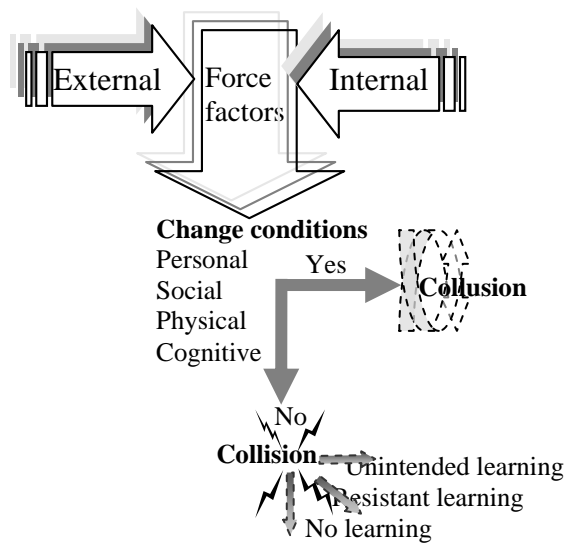 External
Force
factors
Internal
Change conditions
Personal
Social
Physical
Cognitive
Yes
Collusion
No
Collision
Unintended learning
Resistant learning
No learning